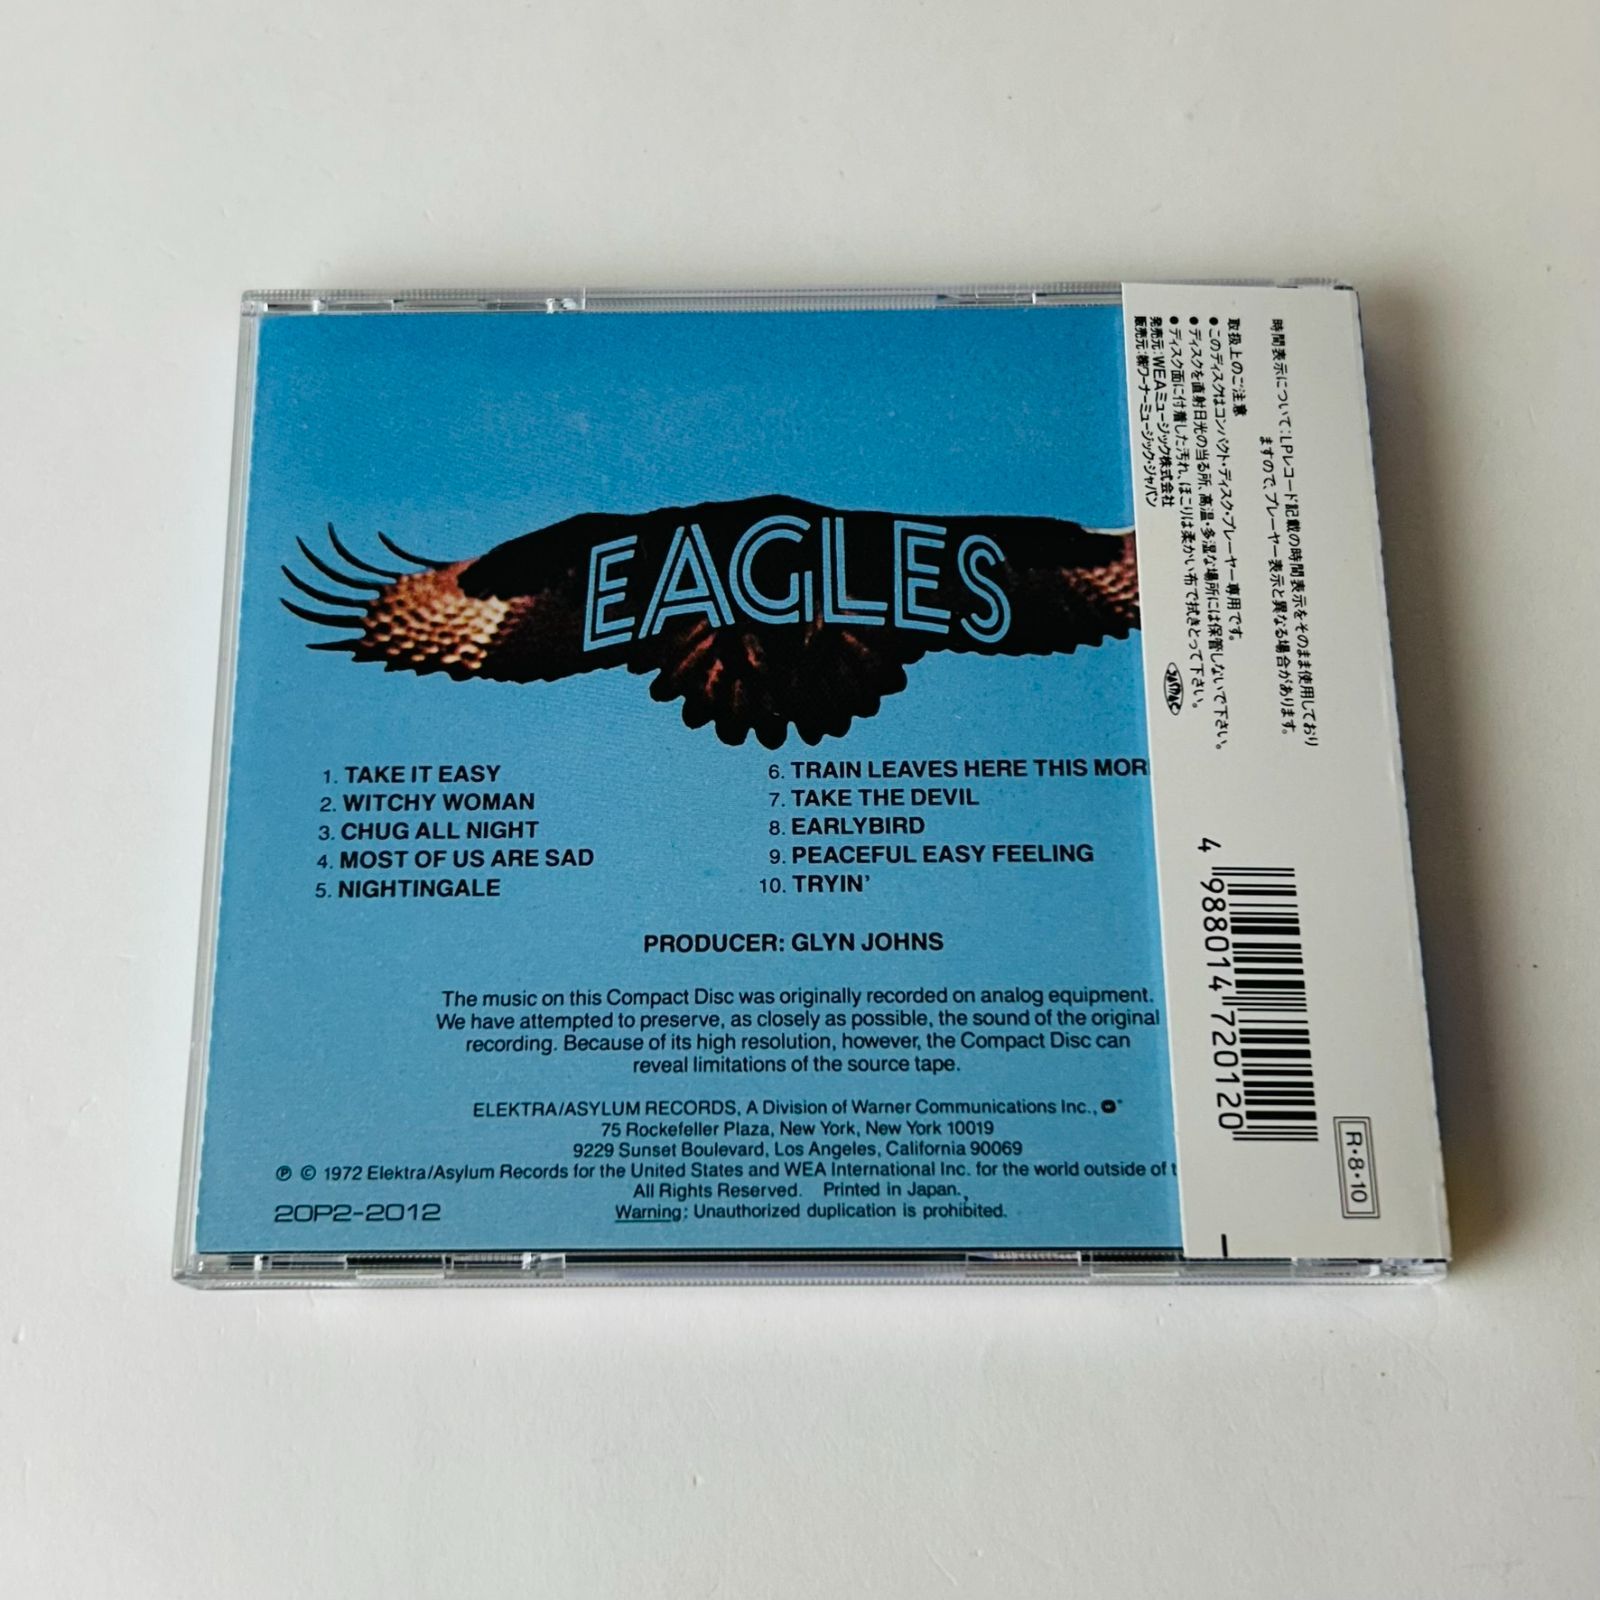 EAGLES
1. TAKE IT EASY
2. WITCHY WOMAN
3. CHUG ALL NIGHT
4. MOST OF US ARE SAD
5. NIGHTINGALE
6. TRAIN LEAVES HERE THIS MOR
7. TAKE THE DEVIL
8. EARLYBIRD
9. PEACEFUL EASY FEELING
10. TRYIN'
PRODUCER: GLYN JOHNS
The music on this Compact Disc was originally recorded on analog equipment.
We have attempted to preserve, as closely as possible, the sound of the original
recording. Because of its high resolution, however, the Compact Disc can
reveal limitations of the source tape.
ELEKTRA/ASYLUM RECORDS, A Division of Warner Communications Inc.,
75 Rockefeller Plaza, New York, New York 10019
9229 Sunset Boulevard, Los Angeles, California 90069
℗ © 1972 Elektra/Asylum Records for the United States and WEA International Inc. for the world outside of t
All Rights Reserved. Printed in Japan.
Warning: Unauthorized duplication is prohibited.
20P2-2012
時間表示について:LPレコード記載の時間表示をそのまま使用しており
ますので、プレーヤー表示と異なる場合があります。
取扱上のご注意
●このディスクはコンパクト・ディスク・プレーヤー専用です。
●ディスクを直射日光の当る所、高温・多湿な場所には保管しないで下さい。
●ディスク面に付着した汚れ、ほこりは柔かい布で拭きとって下さい。
発売元:WEAミュージック株式会社
販売元:㈱ワーナーミュージック・ジャパン
JASRAC
4 988014 720120
R・8・10